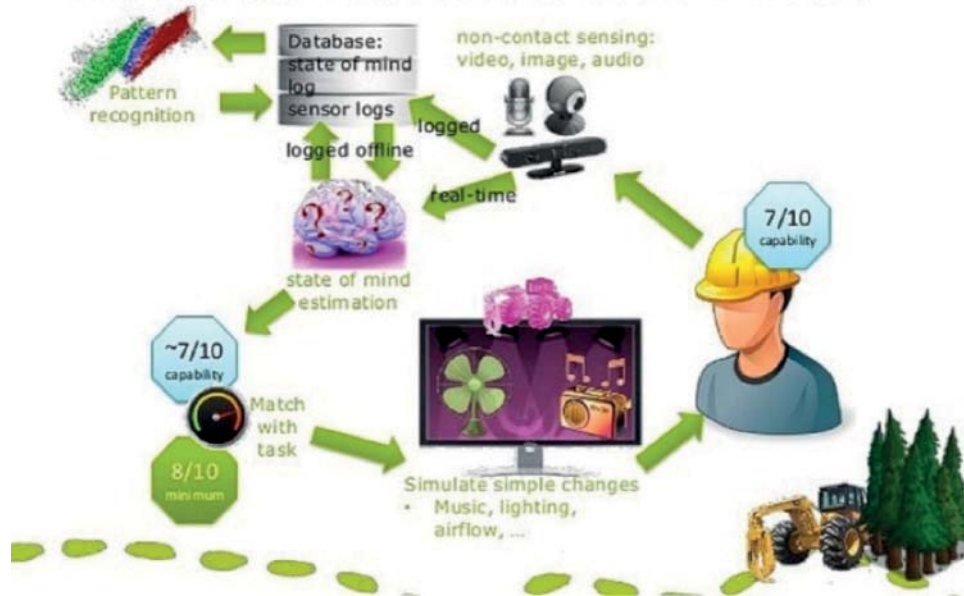 Database:
state of mind
log
sensor logs
Pattern
recognition
non-contact sensing:
video, image, audio
logged
logged offline
real-time
7/10
capability
state of mind
estimation
~7/10
capability
Match
with
task
8/10
minimum
Simulate simple changes
• Music, lighting,
airflow, ...